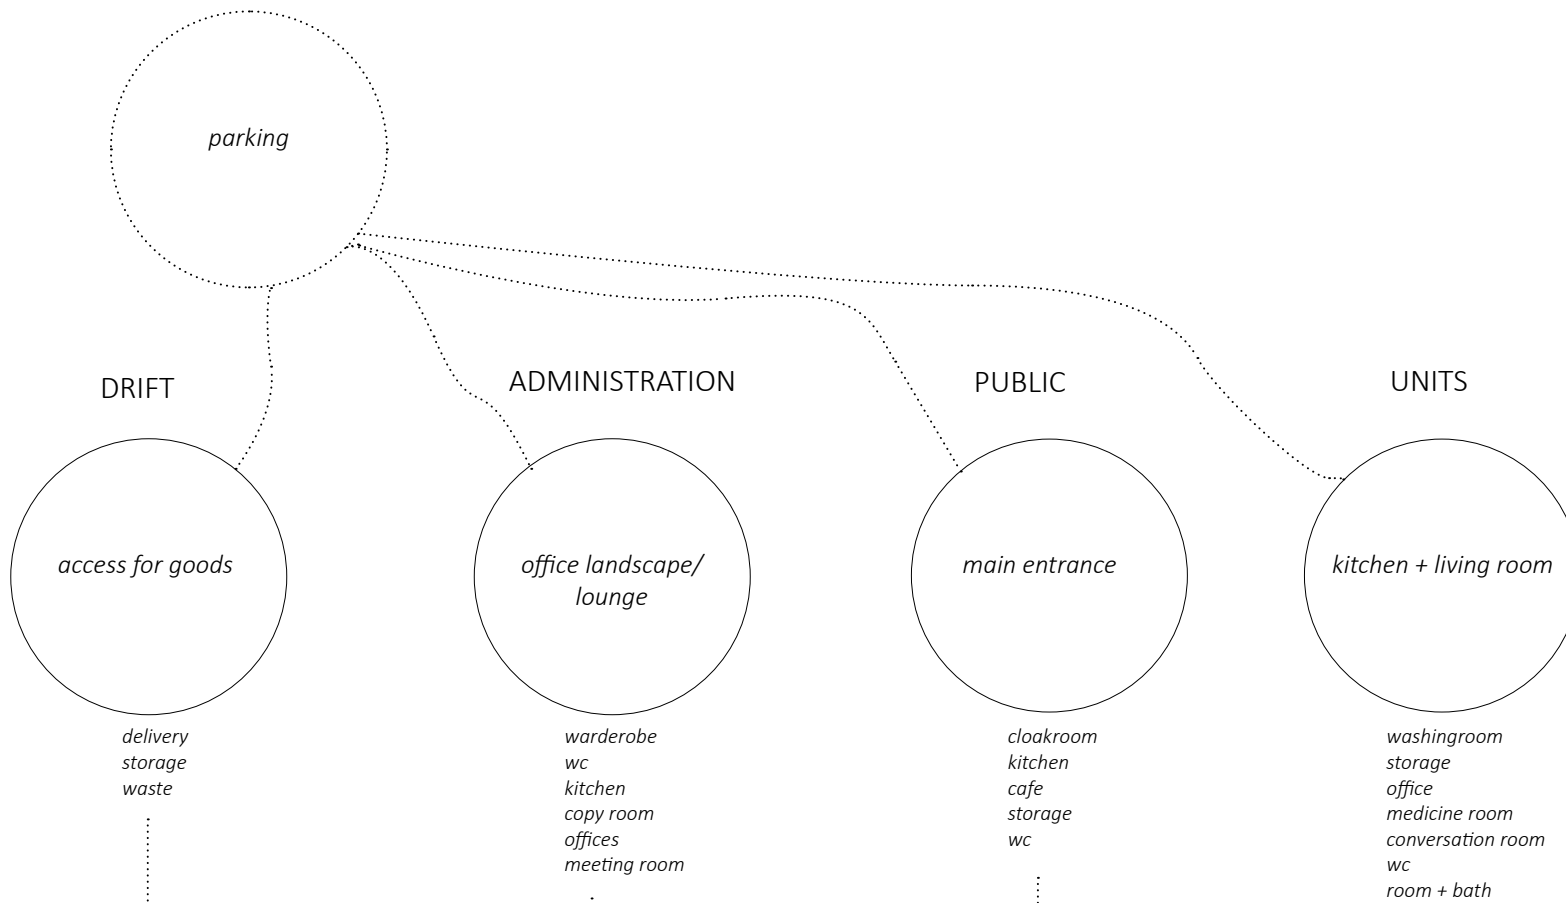 parking
DRIFT
ADMINISTRATION
PUBLIC
UNITS
access for goods
office landscape/
lounge
main entrance
kitchen + living room
delivery
storage
waste
warderobe
wc
kitchen
copy room
offices
meeting room
cloakroom
kitchen
cafe
storage
wc
washingroom
storage
office
medicine room
conversation room
wc
room + bath